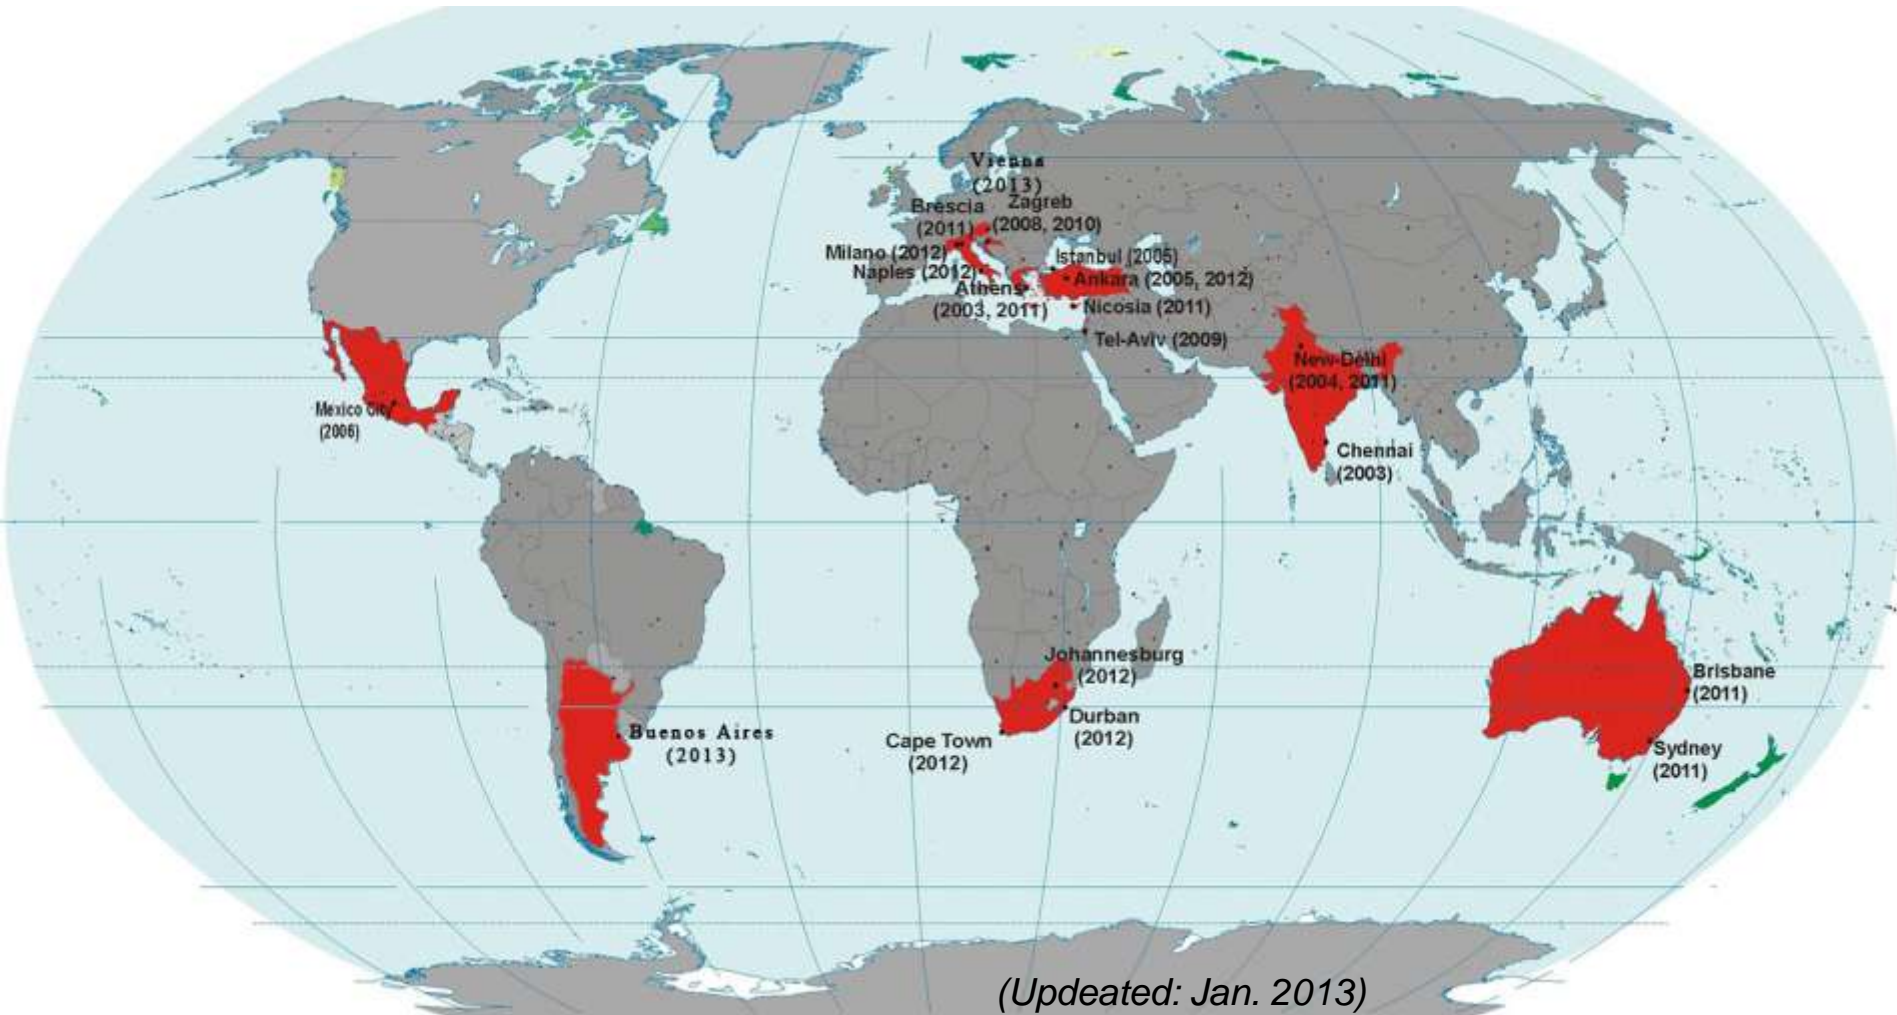 Vienna
(2013)
Brescia
(2011)
Zagreb
(2008, 2010)
Milano (2012)
Naples (2012)
Istanbul (2005)
Ankara (2005, 2012)
Athens
(2003, 2011)
Nicosia (2011)
Tel-Aviv (2009)
New-Delhi
(2004, 2011)
Mexico City
(2006)
Chennai
(2003)
Johannesburg
(2012)
Brisbane
(2011)
Durban
(2012)
Buenos Aires
(2013)
Cape Town
(2012)
Sydney
(2011)
(Updeated: Jan. 2013)